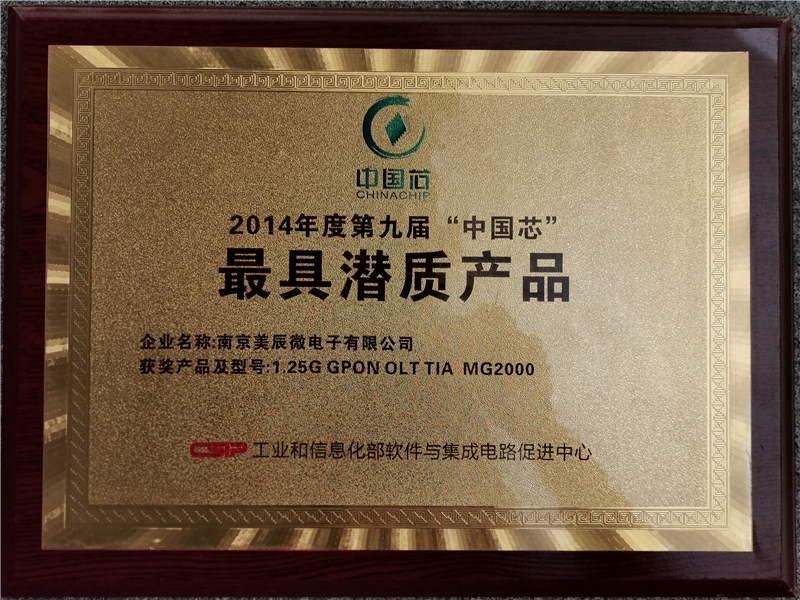 中国芯
CHINACHIP
2014年度第九届“中国芯”
最具潜质产品
企业名称:南京美辰微电子有限公司
获奖产品及型号:1.25G GPON OLT TIA MG2000
CSIP 工业和信息化部软件与集成电路促进中心